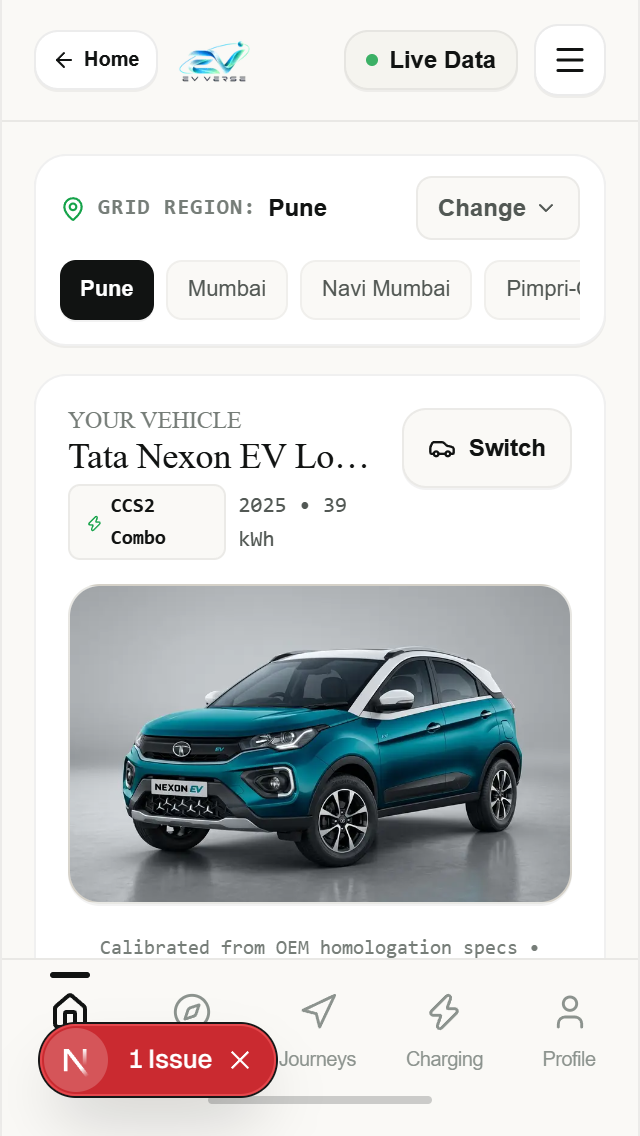 Home
EV VERSE
Live Data
GRID REGION: Pune
Change
Pune
Mumbai
Navi Mumbai
YOUR VEHICLE
Tata Nexon EV Lo…
Switch
CCS2
Combo
2025 • 39
kWh
NEXON EV
Calibrated from OEM homologation specs •
N
1 Issue
Journeys
Charging
Profile